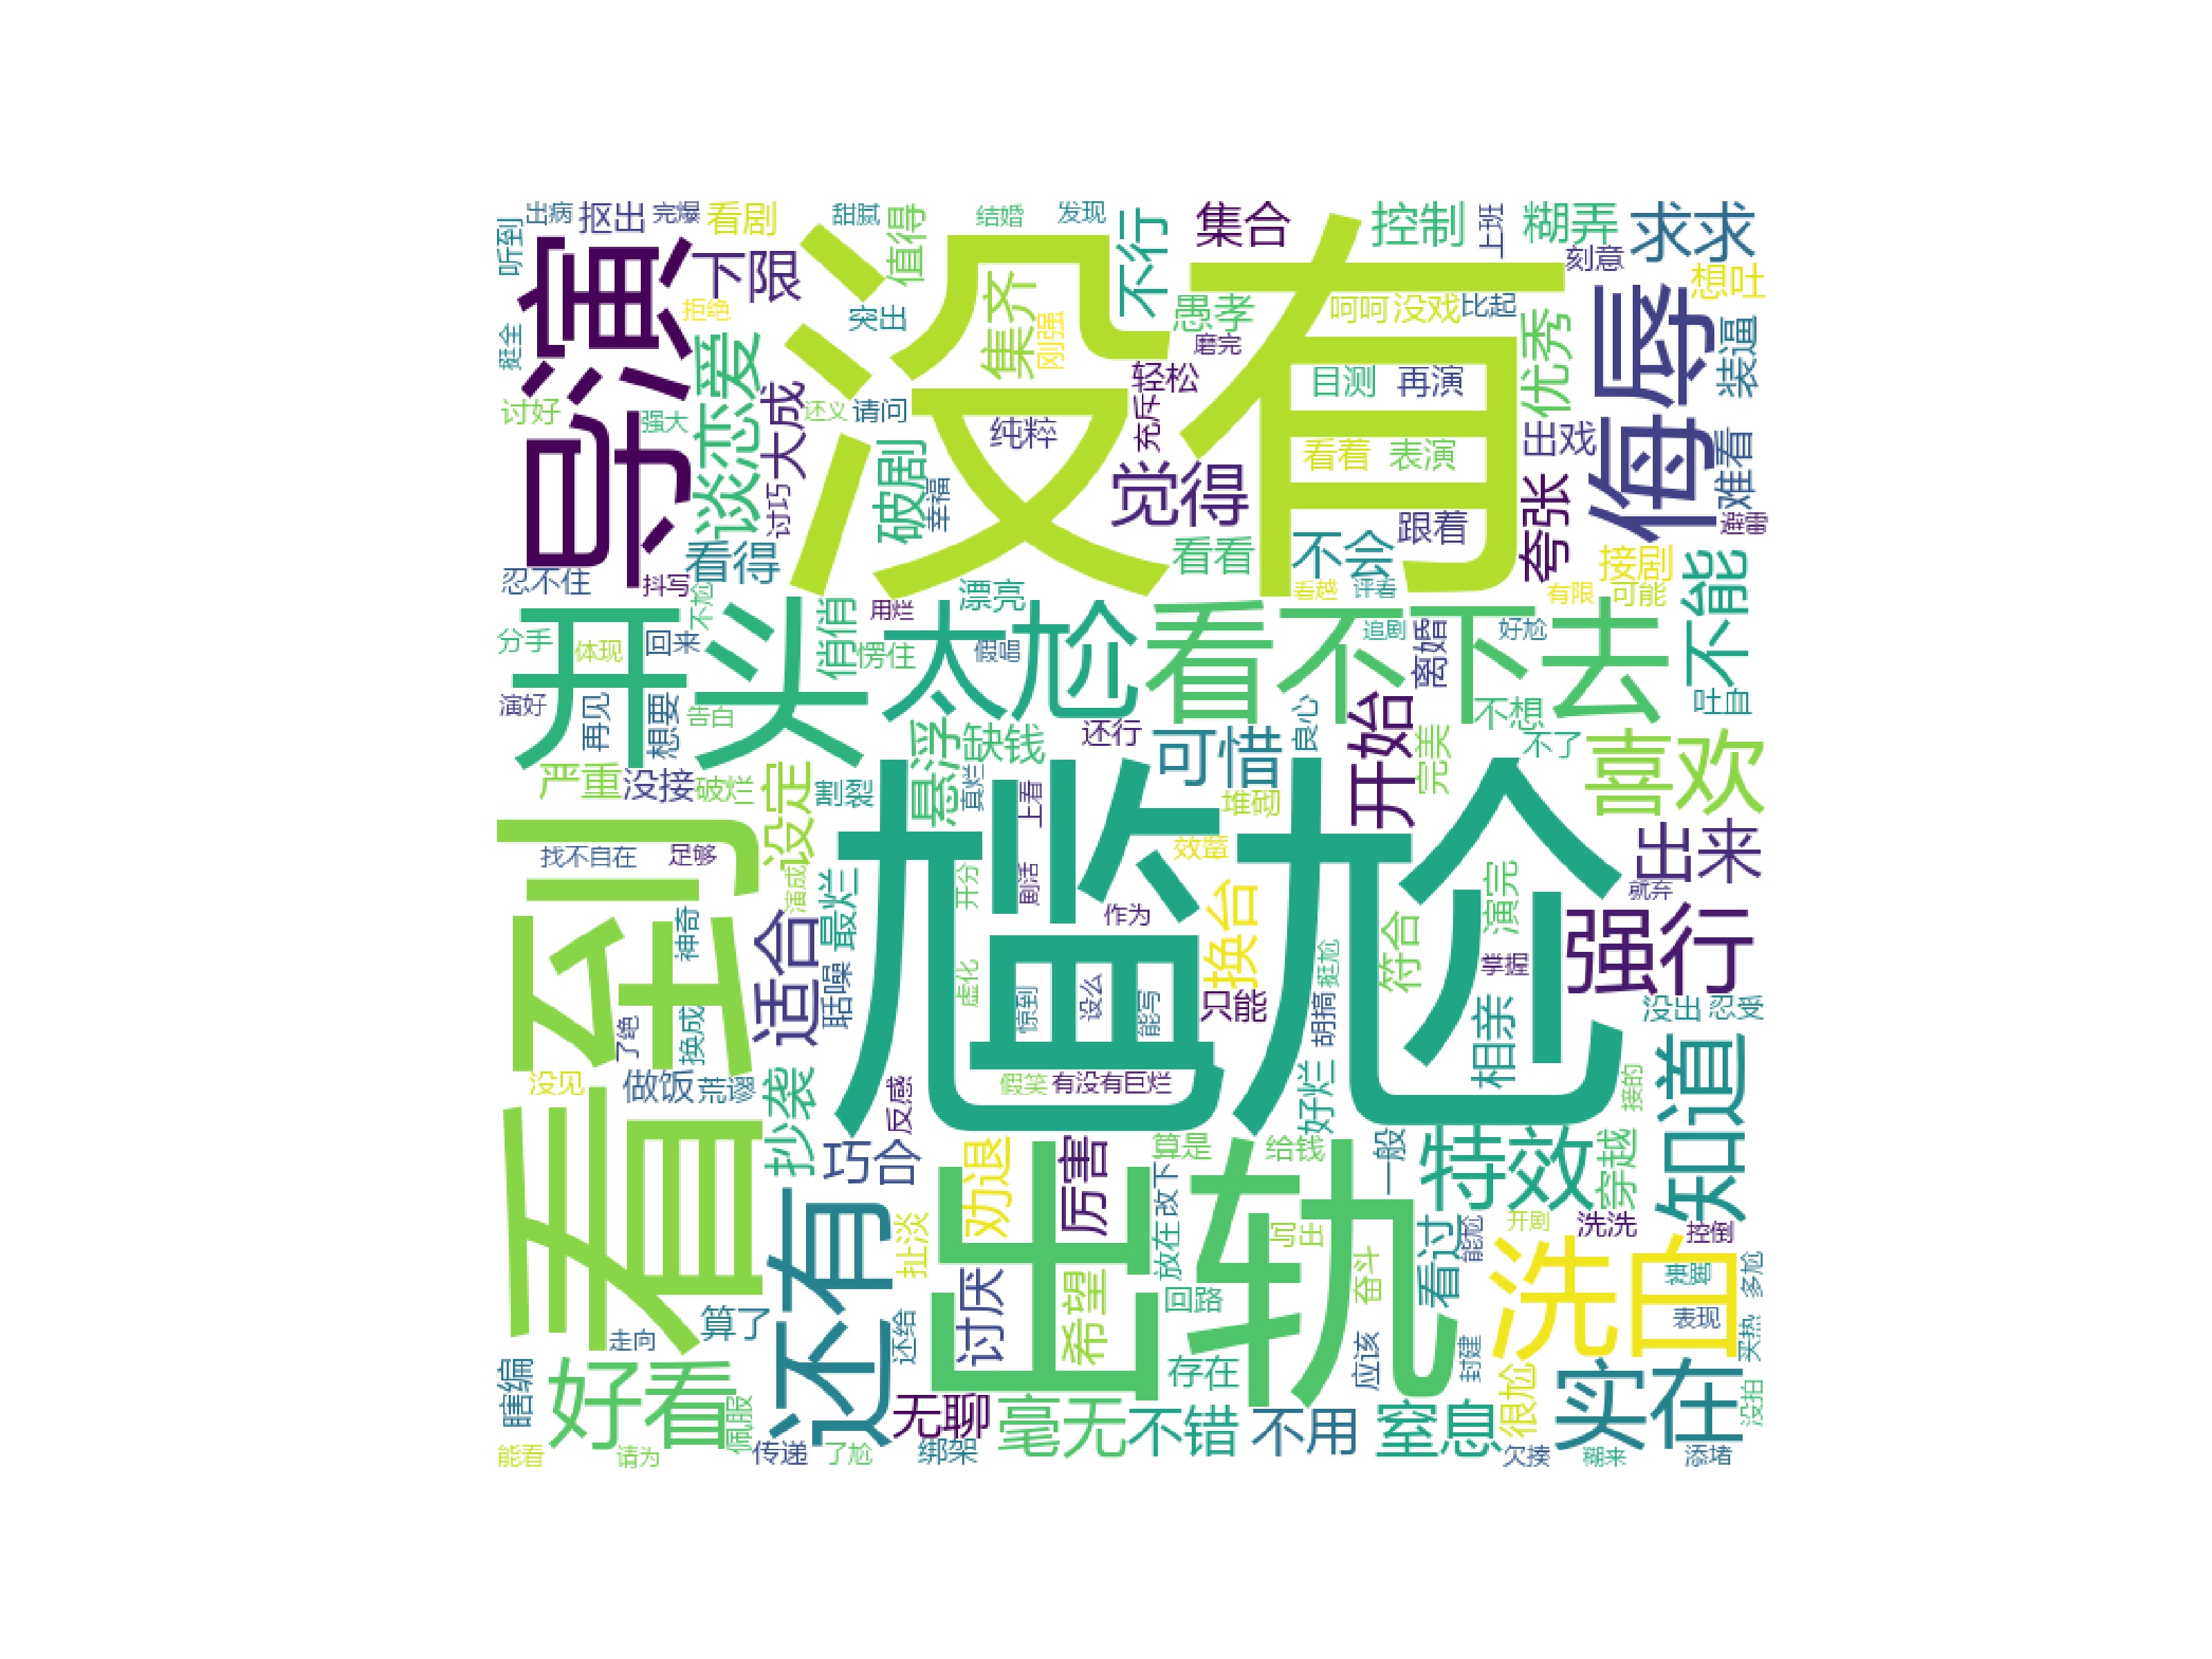 听到
出病
抠出
完爆
看剧
甜腻
值得
结婚
发现
不行
集合
控制
上班
糊弄
求求
导演
下限
没有
刻意
想吐
拒绝
突出
集齐
刚强
愚孝
呵呵
没戏
比起
优秀
侮辱
装逼
挺全
谈恋爱
磨完
轻松
目测
再演
讨好
强大
大成
还义
请问
纯粹
充斥
出戏
难看
讨巧
破剧
幸福
觉得
看着
表演
跟着
夸张
避雷
看得
看看
不会
接剧
不能
忍不住
抖写
不尬
用烂
漂亮
看越
评着
有限
可能
开头
俏俏
太尬
看不下去
追剧
离婚
好尬
分手
体现
回来
愣住
假唱
演好
再见
想要
告白
悬浮
缺钱
还行
可惜
良心
开始
完美
不想
不了
吐血
喜欢
严重
没接
破烂
设定
割裂
真烂
上看
堆砌
看到
找不自在
足够
尴尬
效颦
出来
演成
最烂
开分
剧活
换台
演完
就弃
神奇
适合
作为
符合
掌握
强行
聒噪
虚化
惊到
设么
能写
只能
胡搞
挺尬
相亲
没出
忍受
了绝
换成
知道
没见
做饭
荒谬
抄袭
反感
假笑
有没有巨烂
好烂
接的
巧合
劝退
厉害
算是
给钱
一般
特效
穿越
还有
出轨
改下
放在
扯淡
写出
看过
能尬
开剧
洗洗
控倒
洗白
走向
算了
还给
讨厌
希望
回路
奋斗
表现
多尬
买热
瞎编
好看
佩服
无聊
毫无
存在
不错
应该
不用
封建
窒息
很尬
实在
没拍
能看
请为
传递
了尬
绑架
欠揍
糊来
添堵